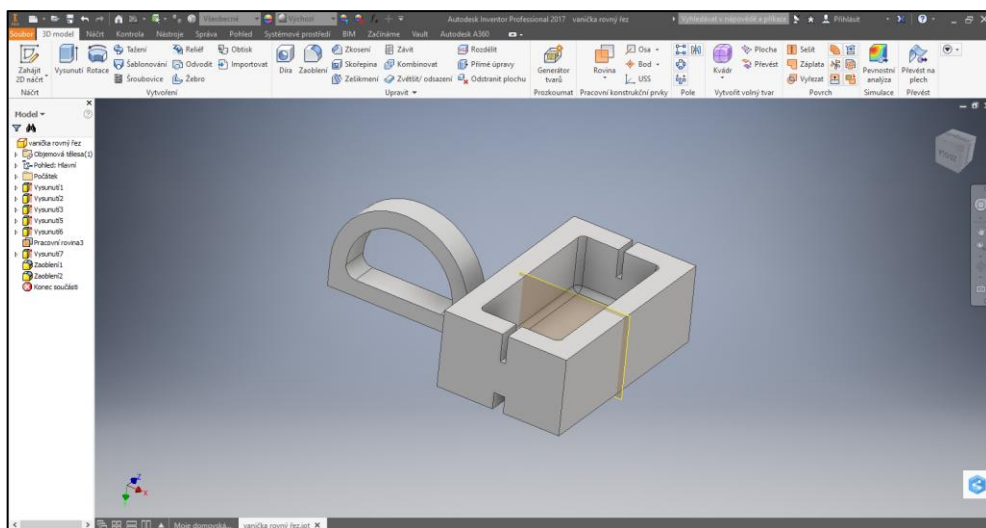 Všeobecné
Výchozí
Autodesk Inventor Professional 2017 vanička rovný řez
Vyhledávat v nápovědě a příkaze
Přihlásit
Soubor 3D model Náčrt Kontrola Nástroje Správa Pohled Systémové prostředí BIM Začínáme Vault Autodesk A360
Zahájit 2D náčrt
Vysunutí
Rotace
Tažení
Šablonování
Šroubovice
Reliéf
Odvodit
Žebro
Obtisk
Importovat
Díra
Zaoblení
Zkosení
Skořepina
Zešikmení
Závit
Kombinovat
Zvětšit/ odsazení
Rozdělit
Přímé úpravy
Odstranit plochu
Generátor tvarů
Rovina
Osa
Bod
USS
Kvádr
Plocha
Převést
Sešít
Záplata
Vyřezat
Pevnostní analýza
Převést na plech
Náčrt
Vytvoření
Upravit
Prozkoumat
Pracovní konstrukční prvky
Pole
Vytvořit volný tvar
Povrch
Simulace
Převést
Model
vanička rovný řez
Objemová tělesa(1)
Pohled: Hlavní
Počátek
Vysunutí1
Vysunutí2
Vysunutí3
Vysunutí5
Vysunutí6
Pracovní rovina3
Vysunutí7
Zaoblení1
Zaoblení2
Konec součásti
Z
X
Y
Moje domovská...
vanička rovný řez.ipt